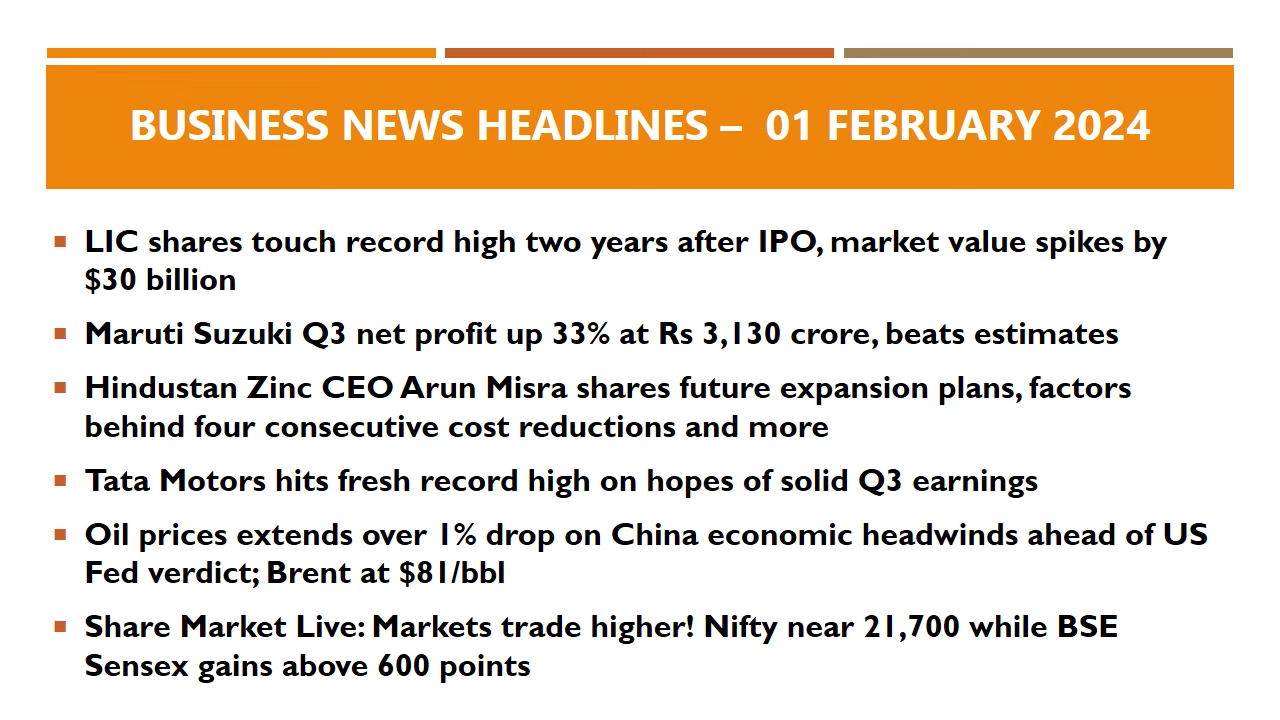 BUSINESS NEWS HEADLINES – 01 FEBRUARY 2024
LIC shares touch record high two years after IPO, market value spikes by
$30 billion
Maruti Suzuki Q3 net profit up 33% at Rs 3,130 crore, beats estimates
Hindustan Zinc CEO Arun Misra shares future expansion plans, factors
behind four consecutive cost reductions and more
Tata Motors hits fresh record high on hopes of solid Q3 earnings
Oil prices extends over 1% drop on China economic headwinds ahead of US
Fed verdict; Brent at $81/bbl
Share Market Live: Markets trade higher! Nifty near 21,700 while BSE
Sensex gains above 600 points